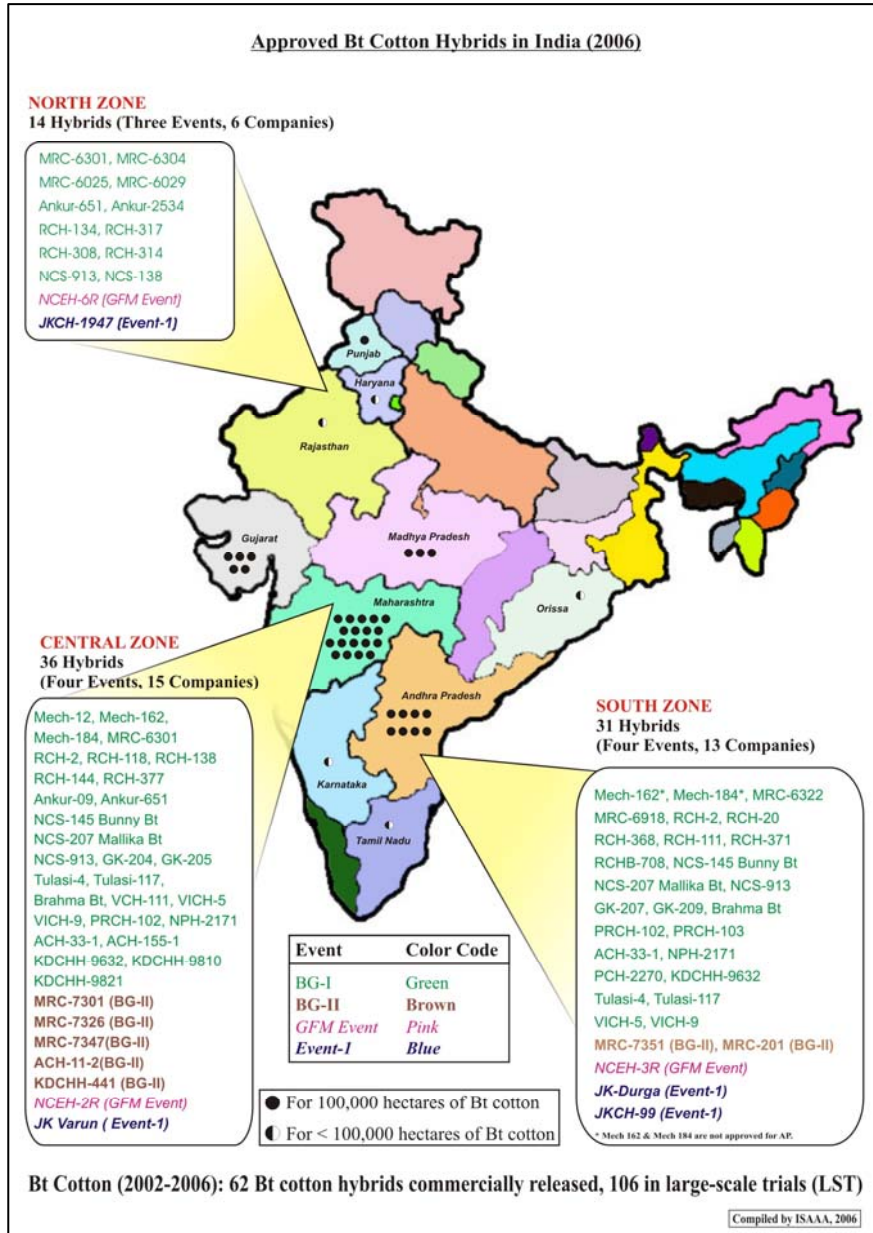 Approved Bt Cotton Hybrids in India (2006)
NORTH ZONE
14 Hybrids (Three Events, 6 Companies)
MRC-6301, MRC-6304
MRC-6025, MRC-6029
Ankur-651, Ankur-2534
RCH-134, RCH-317
RCH-308, RCH-314
NCS-913, NCS-138
NCEH-6R (GFM Event)
JKCH-1947 (Event-1)
Punjab
Haryana
Rajasthan
Gujarat
Madhya Pradesh
Maharashtra
Orissa
Andhra Pradesh
Karnataka
Tamil Nadu
CENTRAL ZONE
36 Hybrids
(Four Events, 15 Companies)
Mech-12, Mech-162,
Mech-184, MRC-6301
RCH-2, RCH-118, RCH-138
RCH-144, RCH-377
Ankur-09, Ankur-651
NCS-145 Bunny Bt
NCS-207 Mallika Bt
NCS-913, GK-204, GK-205
Tulasi-4, Tulasi-117,
Brahma Bt, VCH-111, VICH-5
VICH-9, PRCH-102, NPH-2171
ACH-33-1, ACH-155-1
KDCHH-9632, KDCHH-9810
KDCHH-9821
MRC-7301 (BG-II)
MRC-7326 (BG-II)
MRC-7347(BG-II)
ACH-11-2(BG-II)
KDCHH-441 (BG-II)
NCEH-2R (GFM Event)
JK Varun ( Event-1)
SOUTH ZONE
31 Hybrids
(Four Events, 13 Companies)
Mech-162*, Mech-184*, MRC-6322
MRC-6918, RCH-2, RCH-20
RCH-368, RCH-111, RCH-371
RCHB-708, NCS-145 Bunny Bt
NCS-207 Mallika Bt, NCS-913
GK-207, GK-209, Brahma Bt
PRCH-102, PRCH-103
ACH-33-1, NPH-2171
PCH-2270, KDCHH-9632
Tulasi-4, Tulasi-117
VICH-5, VICH-9
MRC-7351 (BG-II), MRC-201 (BG-II)
NCEH-3R (GFM Event)
JK-Durga (Event-1)
JKCH-99 (Event-1)
* Mech 162 & Mech 184 are not approved for AP.
Event Color Code
BG-I Green
BG-II Brown
GFM Event Pink
Event-1 Blue
For 100,000 hectares of Bt cotton
For < 100,000 hectares of Bt cotton
Bt Cotton (2002-2006): 62 Bt cotton hybrids commercially released, 106 in large-scale trials (LST)
Compiled by ISAAA, 2006